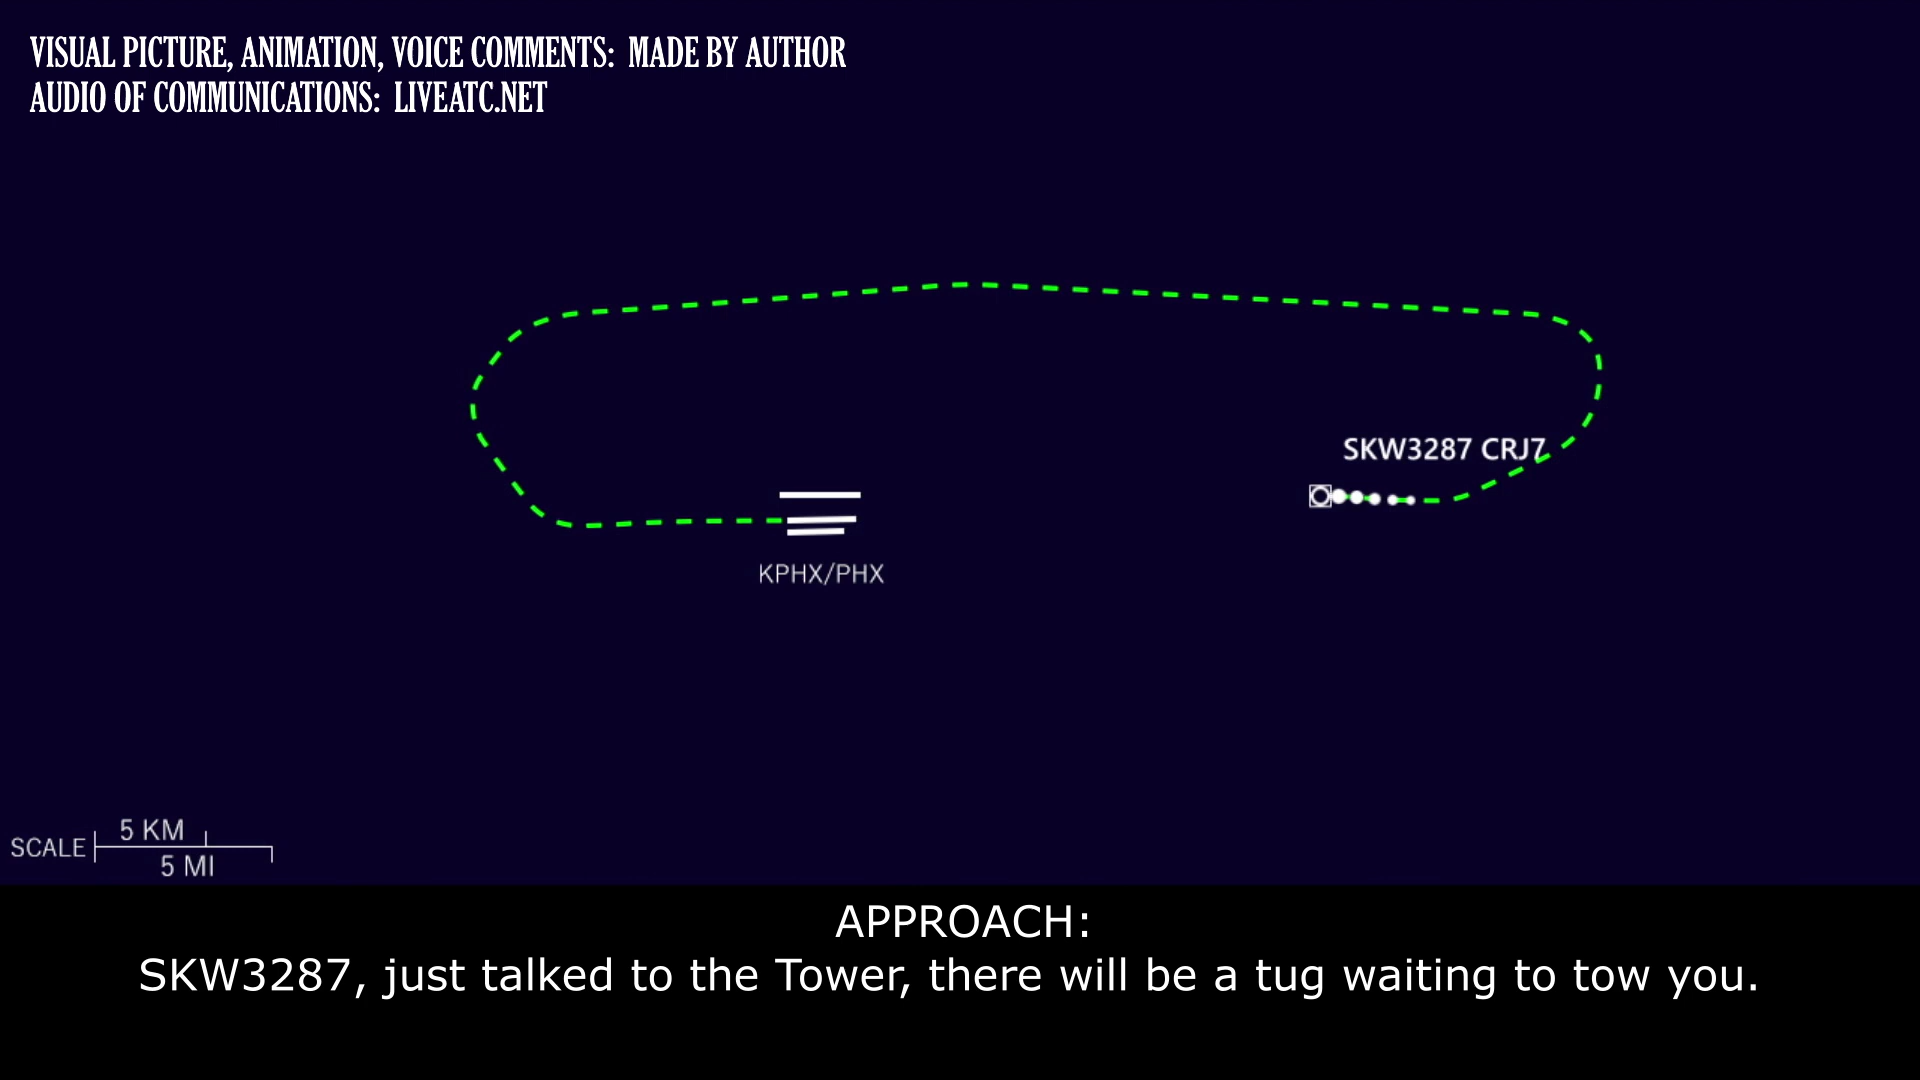 VISUAL PICTURE, ANIMATION, VOICE COMMENTS: MADE BY AUTHOR
AUDIO OF COMMUNICATIONS: LIVEATC.NET
SKW3287 CRJ7
KPHX/PHX
5 KM
SCALE
5 MI
APPROACH:
SKW3287, just talked to the Tower, there will be a tug waiting to tow you.